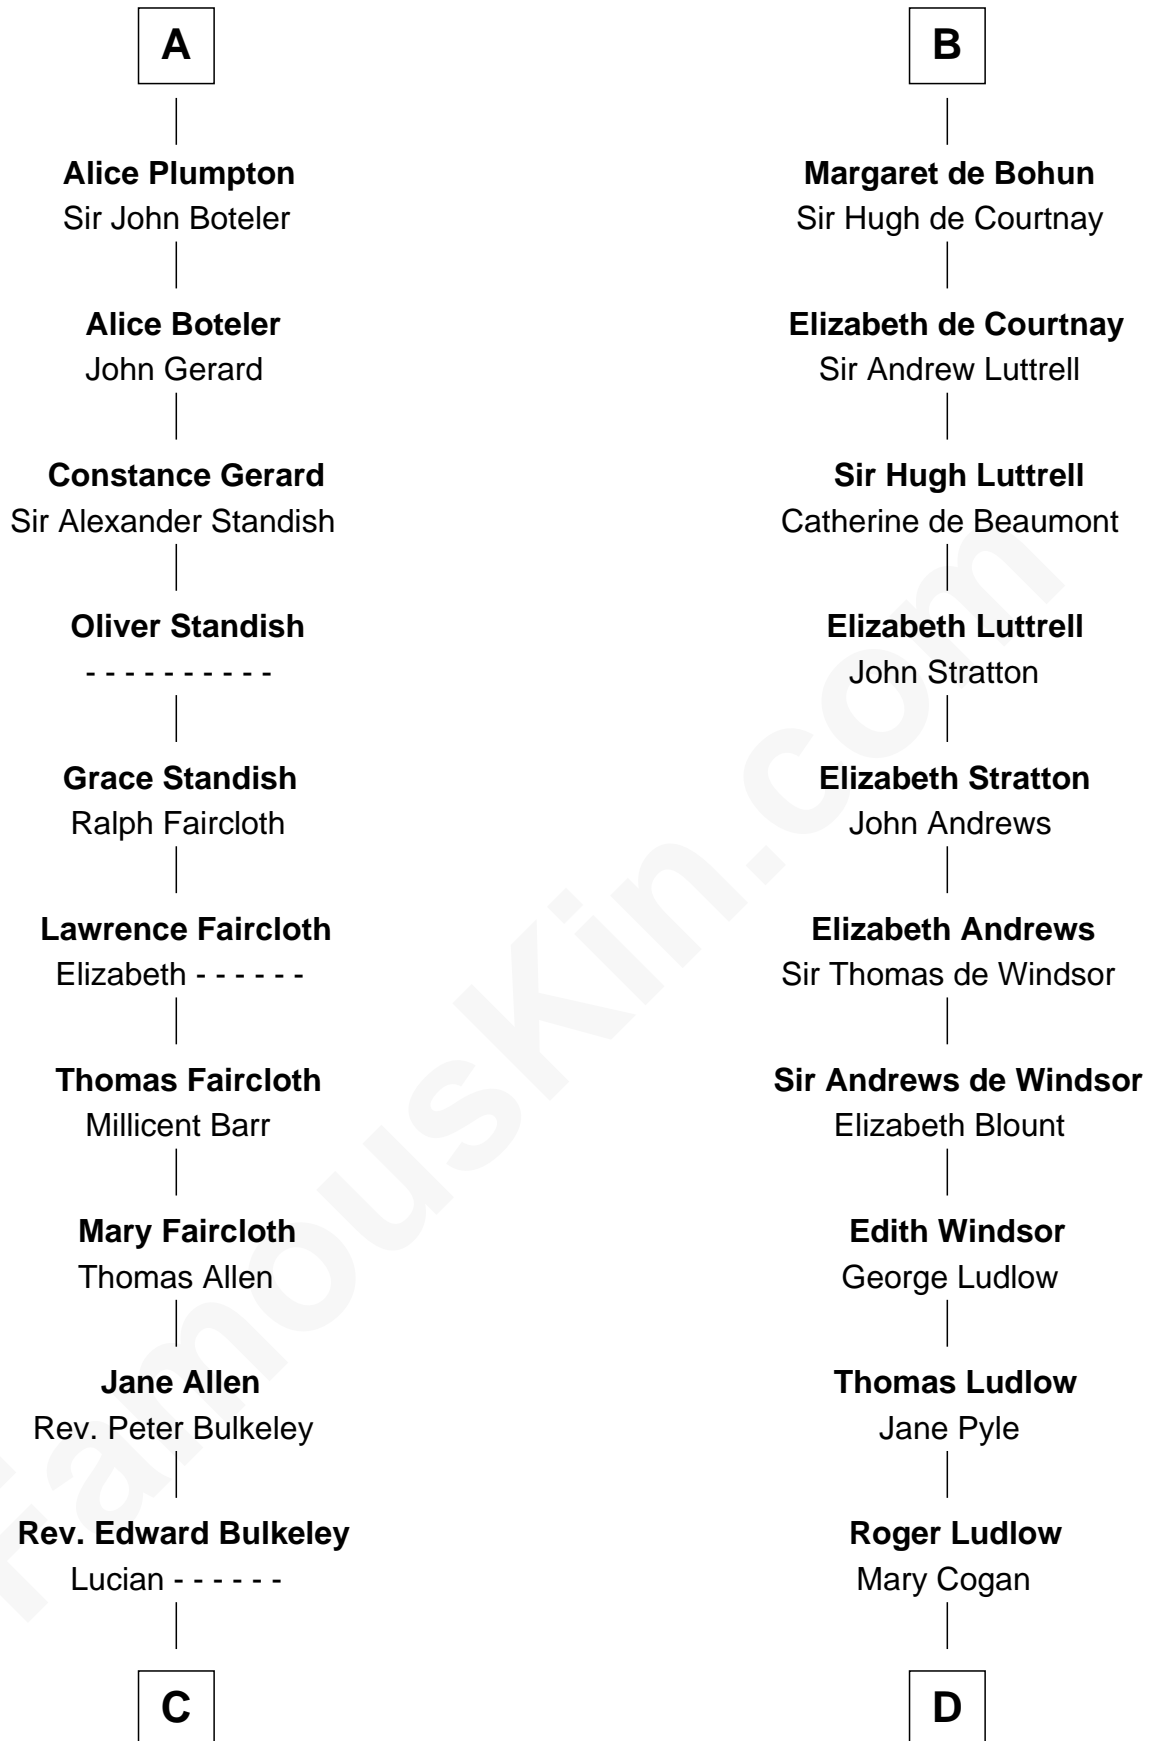 A
Alice Plumpton
Sir John Boteler
Alice Boteler
John Gerard
Constance Gerard
Sir Alexander Standish
Oliver Standish
- - - - - - - - - -
Grace Standish
Ralph Faircloth
Lawrence Faircloth
Elizabeth - - - - - -
Thomas Faircloth
Millicent Barr
Mary Faircloth
Thomas Allen
Jane Allen
Rev. Peter Bulkeley
Rev. Edward Bulkeley
Lucian - - - - - -
C
B
Margaret de Bohun
Sir Hugh de Courtnay
Elizabeth de Courtnay
Sir Andrew Luttrell
Sir Hugh Luttrell
Catherine de Beaumont
Elizabeth Luttrell
John Stratton
Elizabeth Stratton
John Andrews
Elizabeth Andrews
Sir Thomas de Windsor
Sir Andrews de Windsor
Elizabeth Blount
Edith Windsor
George Ludlow
Thomas Ludlow
Jane Pyle
Roger Ludlow
Mary Cogan
D
FamousKin.com